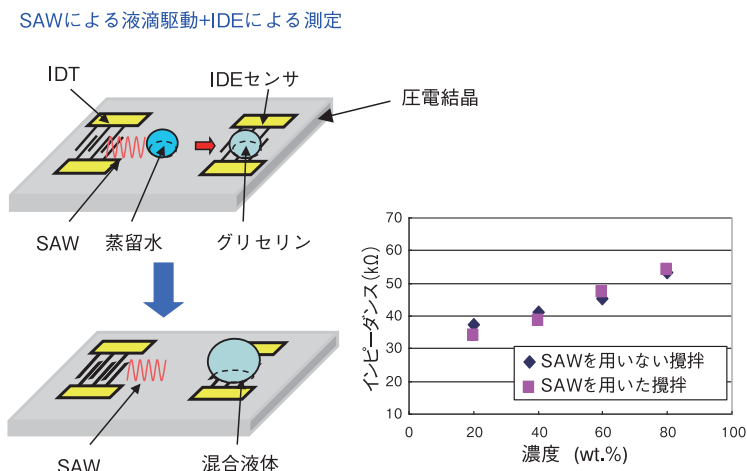 SAWによる液滴駆動+IDEによる測定
IDT
IDEセンサ
圧電結晶
SAW
蒸留水
グリセリン
SAW
混合液体
インピーダンス(kΩ)
70
60
50
40
30
20
10
0
20
40
60
80
100
濃度 (wt.%)
SAWを用いない攪拌
SAWを用いた攪拌